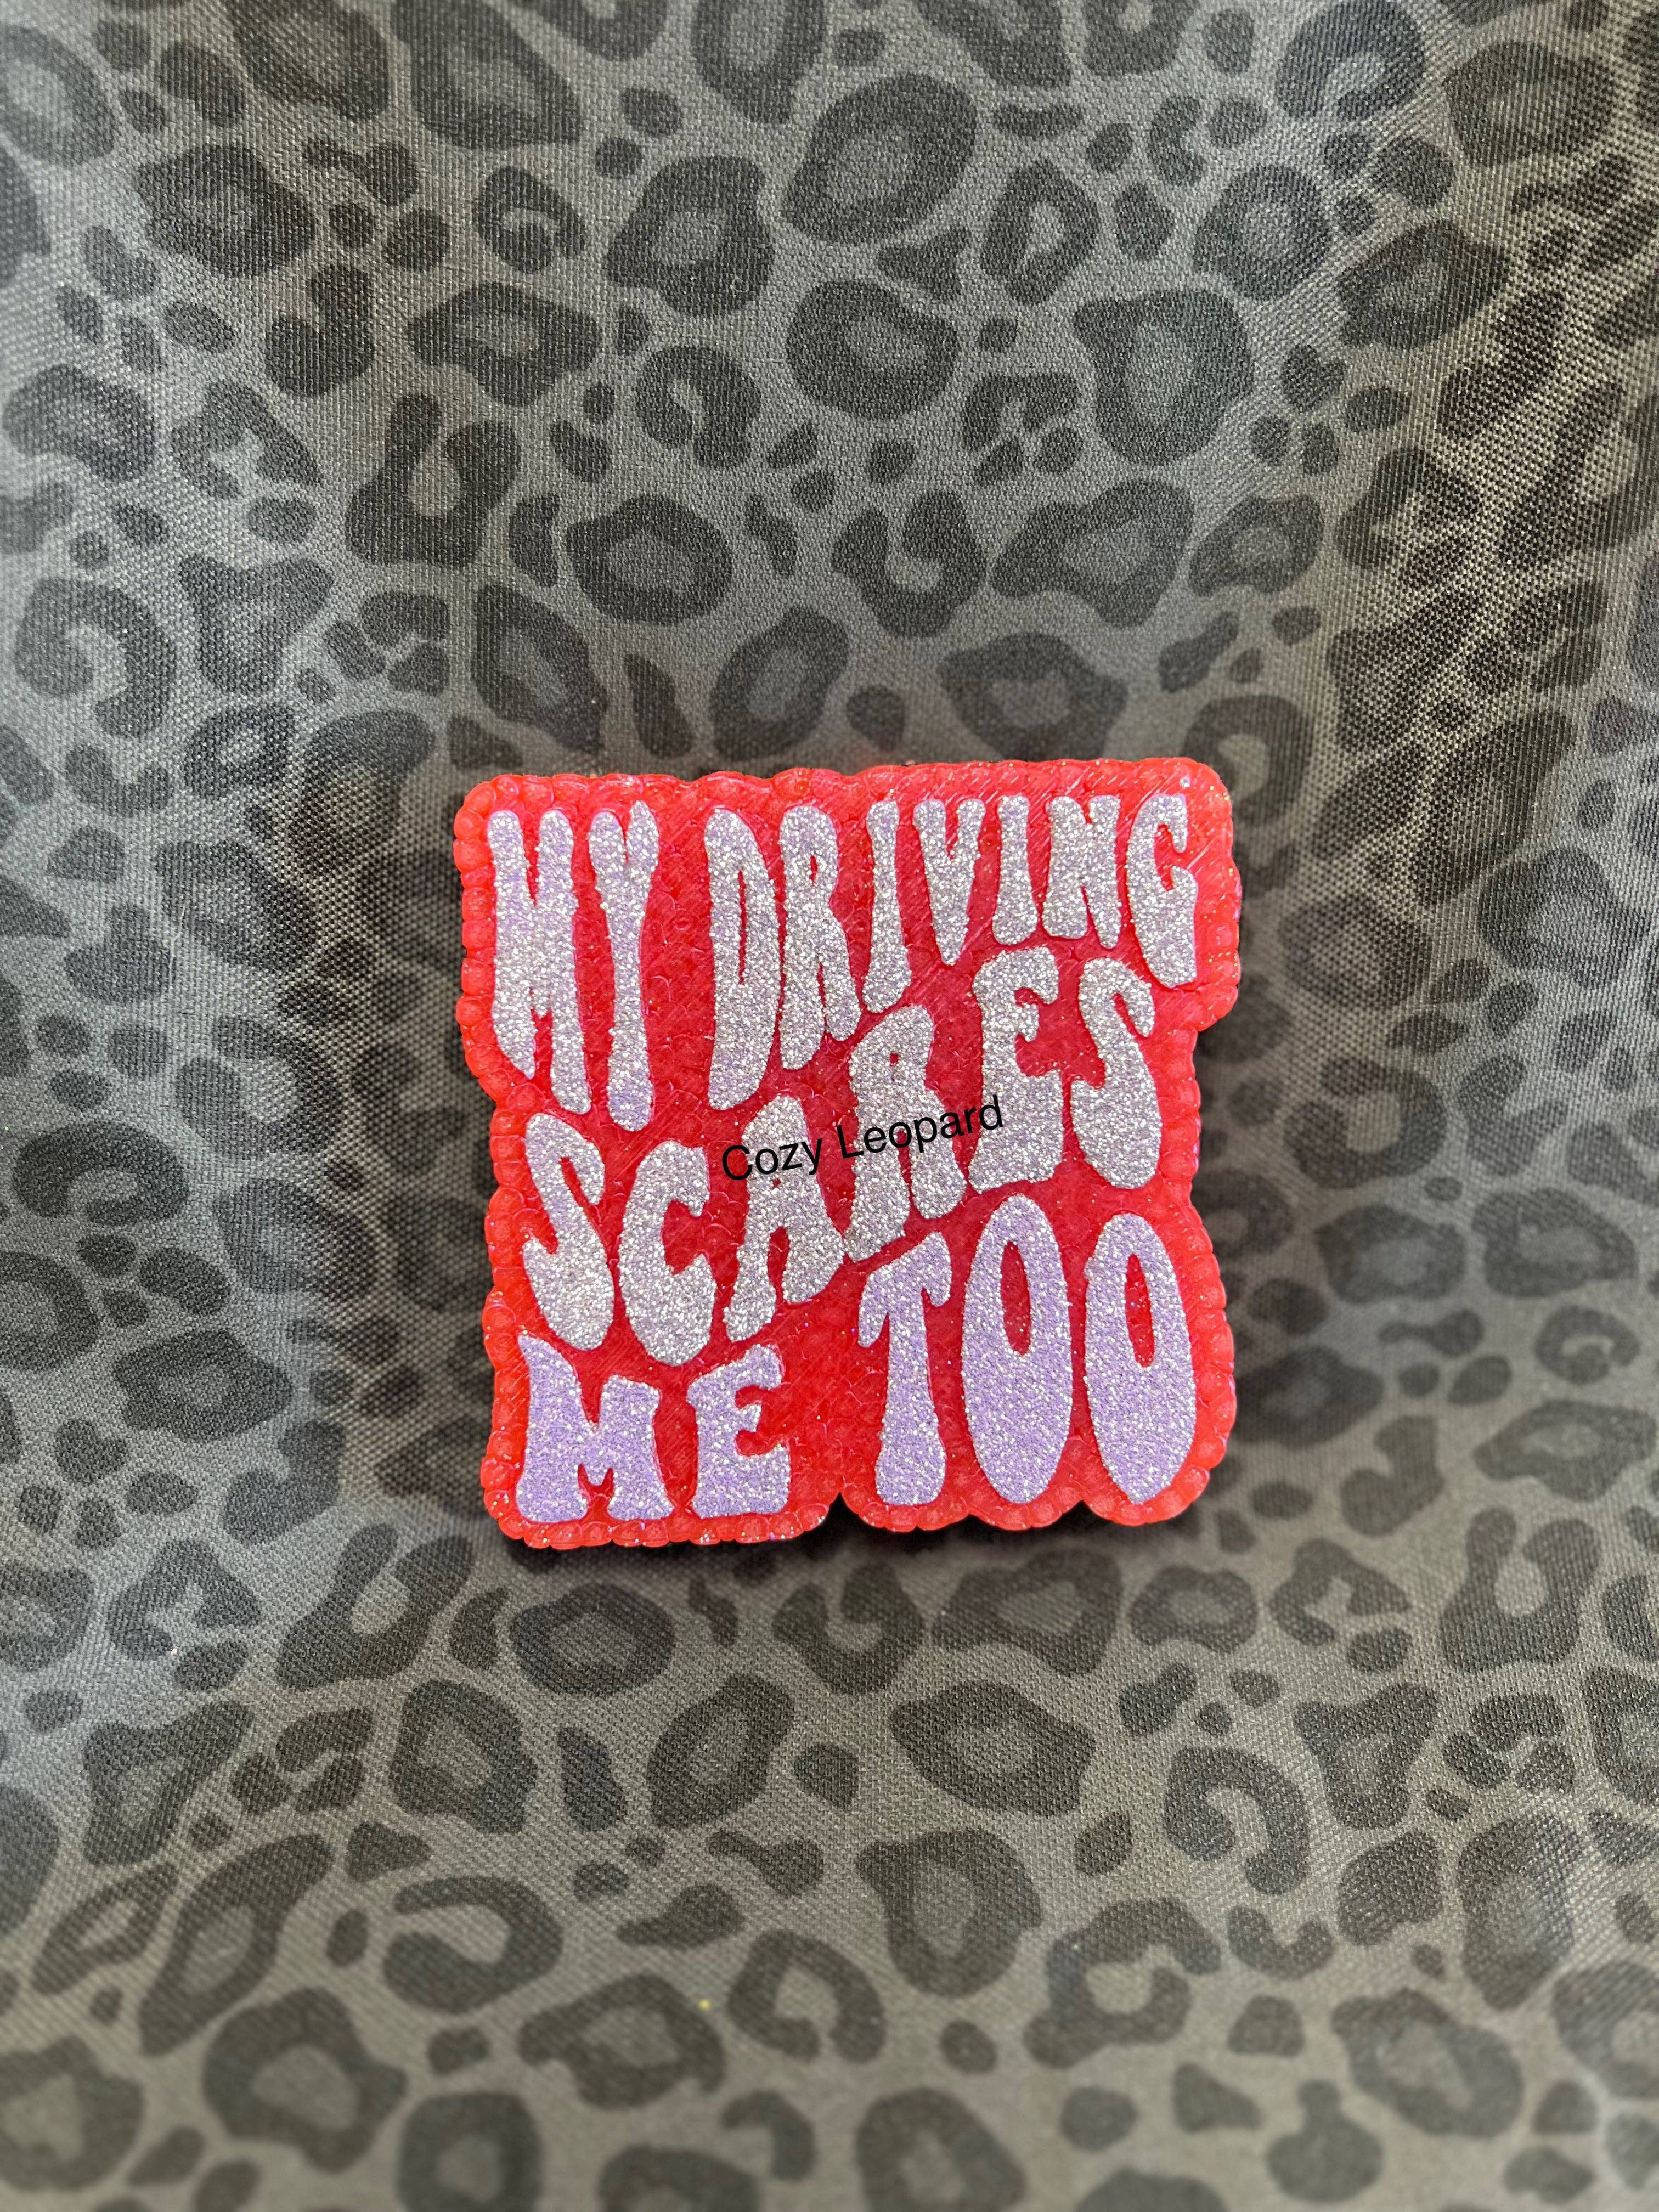 MY DRIVING
SCARES
ME TOO
Cozy Leopard